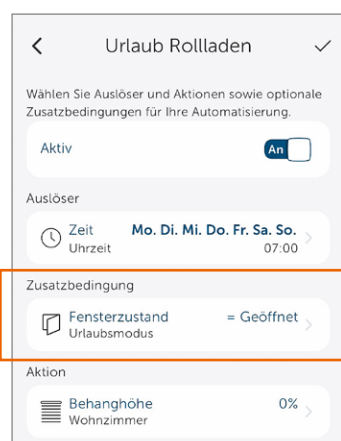 Urlaub Rollladen
Wählen Sie Auslöser und Aktionen sowie optionale
Zusatzbedingungen für Ihre Automatisierung.
Aktiv An
Auslöser
Zeit Mo. Di. Mi. Do. Fr. Sa. So.
Uhrzeit 07:00
Zusatzbedingung
Fensterzustand = Geöffnet
Urlaubsmodus
Aktion
Behanghöhe 0%
Wohnzimmer